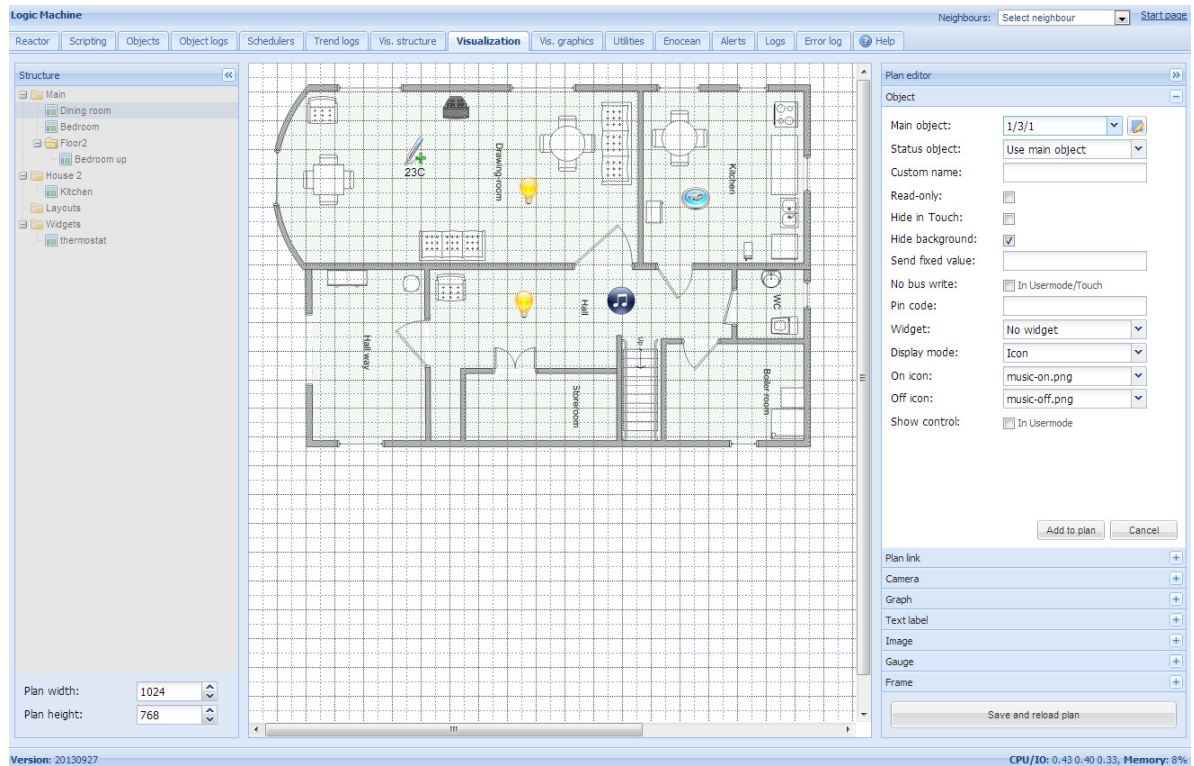 Logic Machine
Neighbours: Select neighbour Start page
Reactor Scripting Objects Object logs Schedulers Trend logs Vis. structure Visualization Vis. graphics Utilities Enocean Alerts Logs Error log Help
Structure
Main
Dining room
Bedroom
Floor2
Bedroom up
House 2
Kitchen
Layouts
Widgets
thermostat
Plan width: 1024
Plan height: 768
23C
Drawing-room
Kitchen
Hall
WC
Hall way
Up
Storeroom
Boiler room
Plan editor
Object
Main object: 1/3/1
Status object: Use main object
Custom name:
Read-only:
Hide in Touch:
Hide background:
Send fixed value:
No bus write: In Usermode/Touch
Pin code:
Widget: No widget
Display mode: Icon
On icon: music-on.png
Off icon: music-off.png
Show control: In Usermode
Add to plan Cancel
Plan link
Camera
Graph
Text label
Image
Gauge
Frame
Save and reload plan
Version: 20130927
CPU/IO: 0.43 0.40 0.33, Memory: 8%